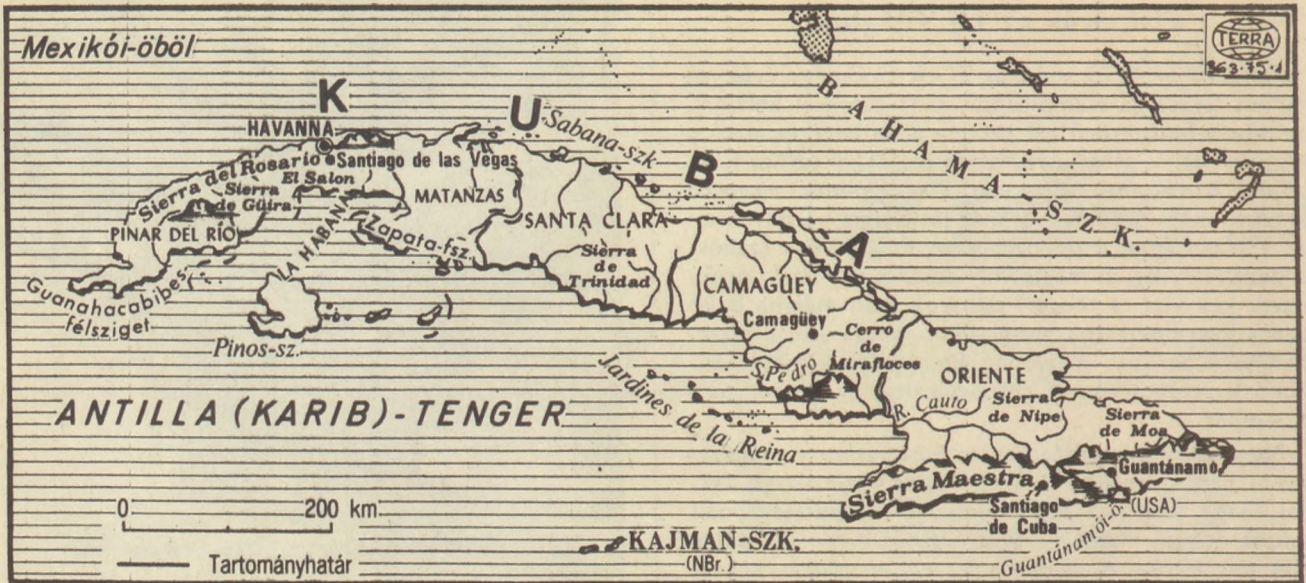 Mexikói-öböl
TERRA
363-75-1
K U B A
BAHAMA SZK.
HAVANNA
Sabana-szk
Santiago de las Vegas
Sierra del Rosario
El Salon
Sierra
de Güira
MATANZAS
PINAR DEL RÍO
LA HABANA
Zapata-fsz.
SANTA CLARA
Sierra
de
Trinidad
CAMAGÜEY
Camagüey
Cerro
de
Mirafloces
Guanahacabibes
félsziget
Pinos-sz.
S. Pedro
Jardines de la Reina
ORIENTE
R. Cauto
Sierra
de Nipe
Sierra
de Moa
ANTILLA (KARIB)-TENGER
Guantánamó
Sierra Maestra
Santiago
de Cuba
(USA)
Guantánamói-ö.
0 200 km
KAJMÁN-SZK.
(NBr.)
Tartományhatár